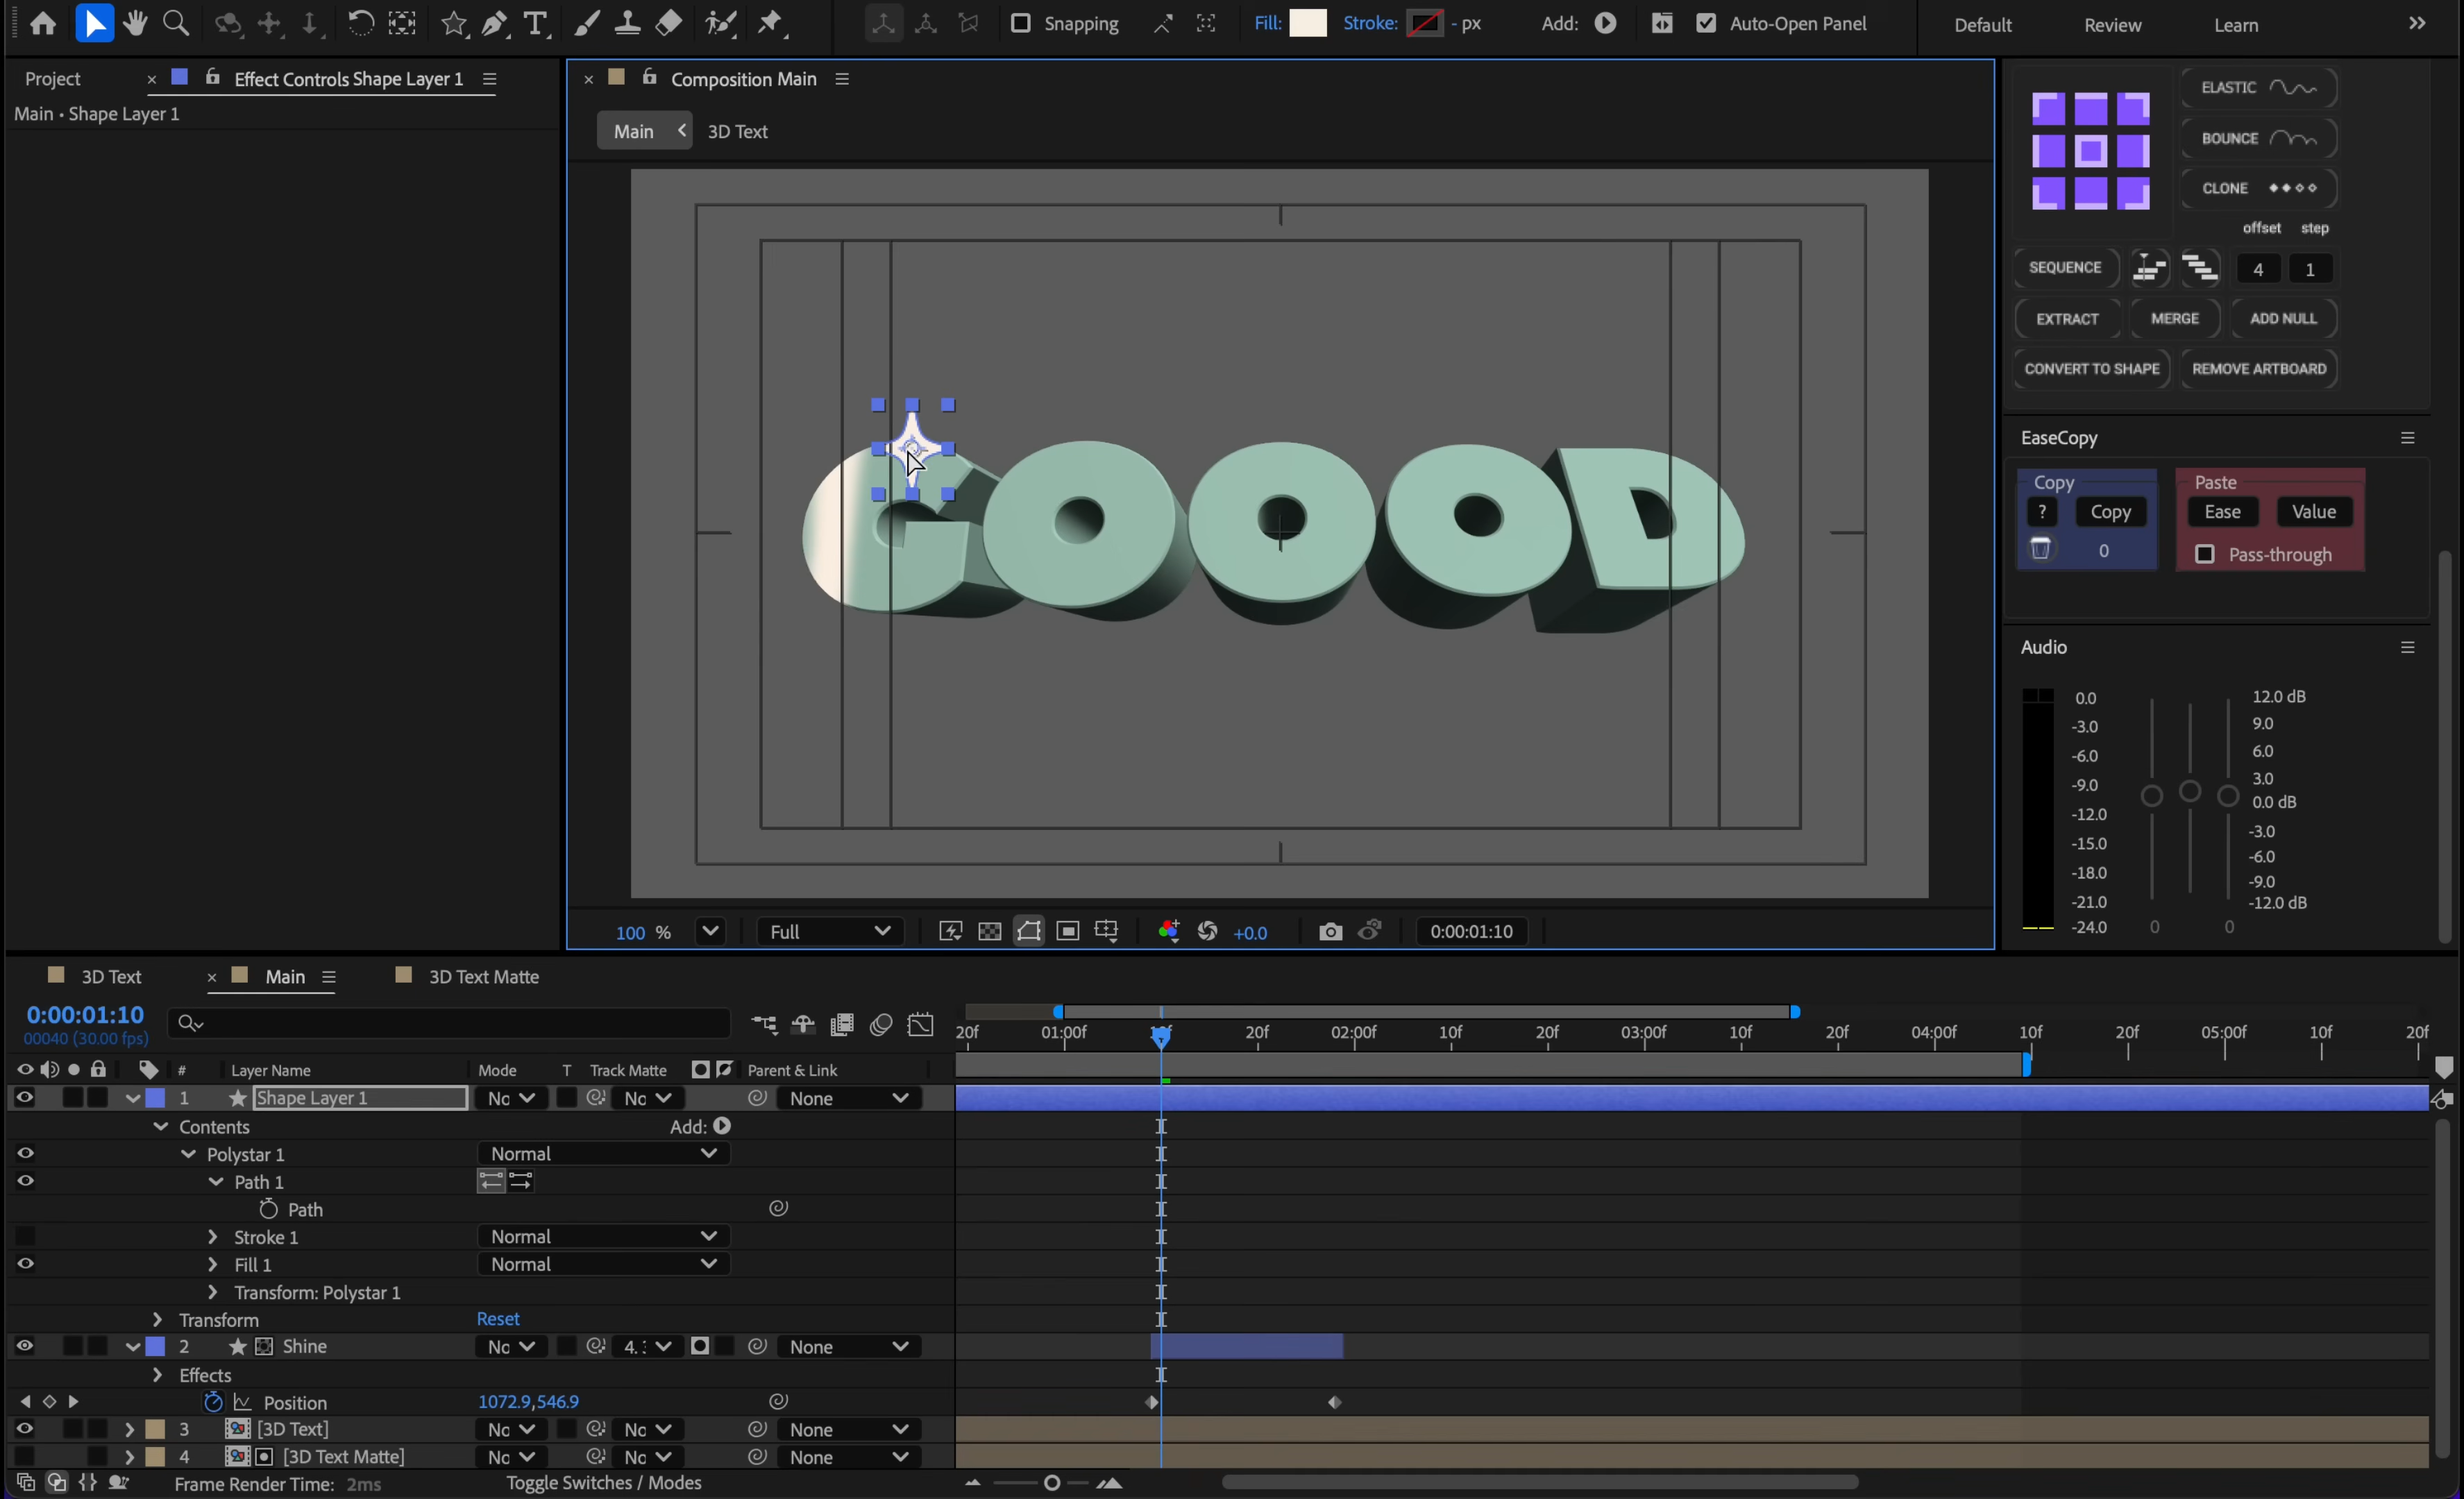 Snapping
Fill:
Stroke:
- px
Add:
Auto-Open Panel
Default
Review
Learn
Project
Effect Controls Shape Layer 1
Main • Shape Layer 1
Composition Main
Main
3D Text
GOOOD
100 %
Full
+0.0
0:00:01:10
ELASTIC
BOUNCE
CLONE
offset step
SEQUENCE
4
1
EXTRACT
MERGE
ADD NULL
CONVERT TO SHAPE
REMOVE ARTBOARD
EaseCopy
Copy
?
Copy
0
Paste
Ease
Value
Pass-through
Audio
0.0
-3.0
-6.0
-9.0
-12.0
-15.0
-18.0
-21.0
-24.0
0
0
12.0 dB
9.0
6.0
3.0
0.0 dB
-3.0
-6.0
-9.0
-12.0 dB
3D Text
Main
3D Text Matte
0:00:01:10
00040 (30.00 fps)
20f 01:00f 20f 02:00f 10f 20f 03:00f 10f 20f 04:00f 10f 20f 05:00f 10f 20f
# Layer Name Mode T Track Matte Parent & Link
1 Shape Layer 1 Nc Nc None
Contents Add:
Polystar 1 Normal
Path 1
Path
Stroke 1 Normal
Fill 1 Normal
Transform: Polystar 1
Transform Reset
2 Shine Nc 4. None
Effects
Position 1072.9,546.9
3 [3D Text] Nc Nc None
4 [3D Text Matte] Nc Nc None
Frame Render Time: 2ms
Toggle Switches / Modes